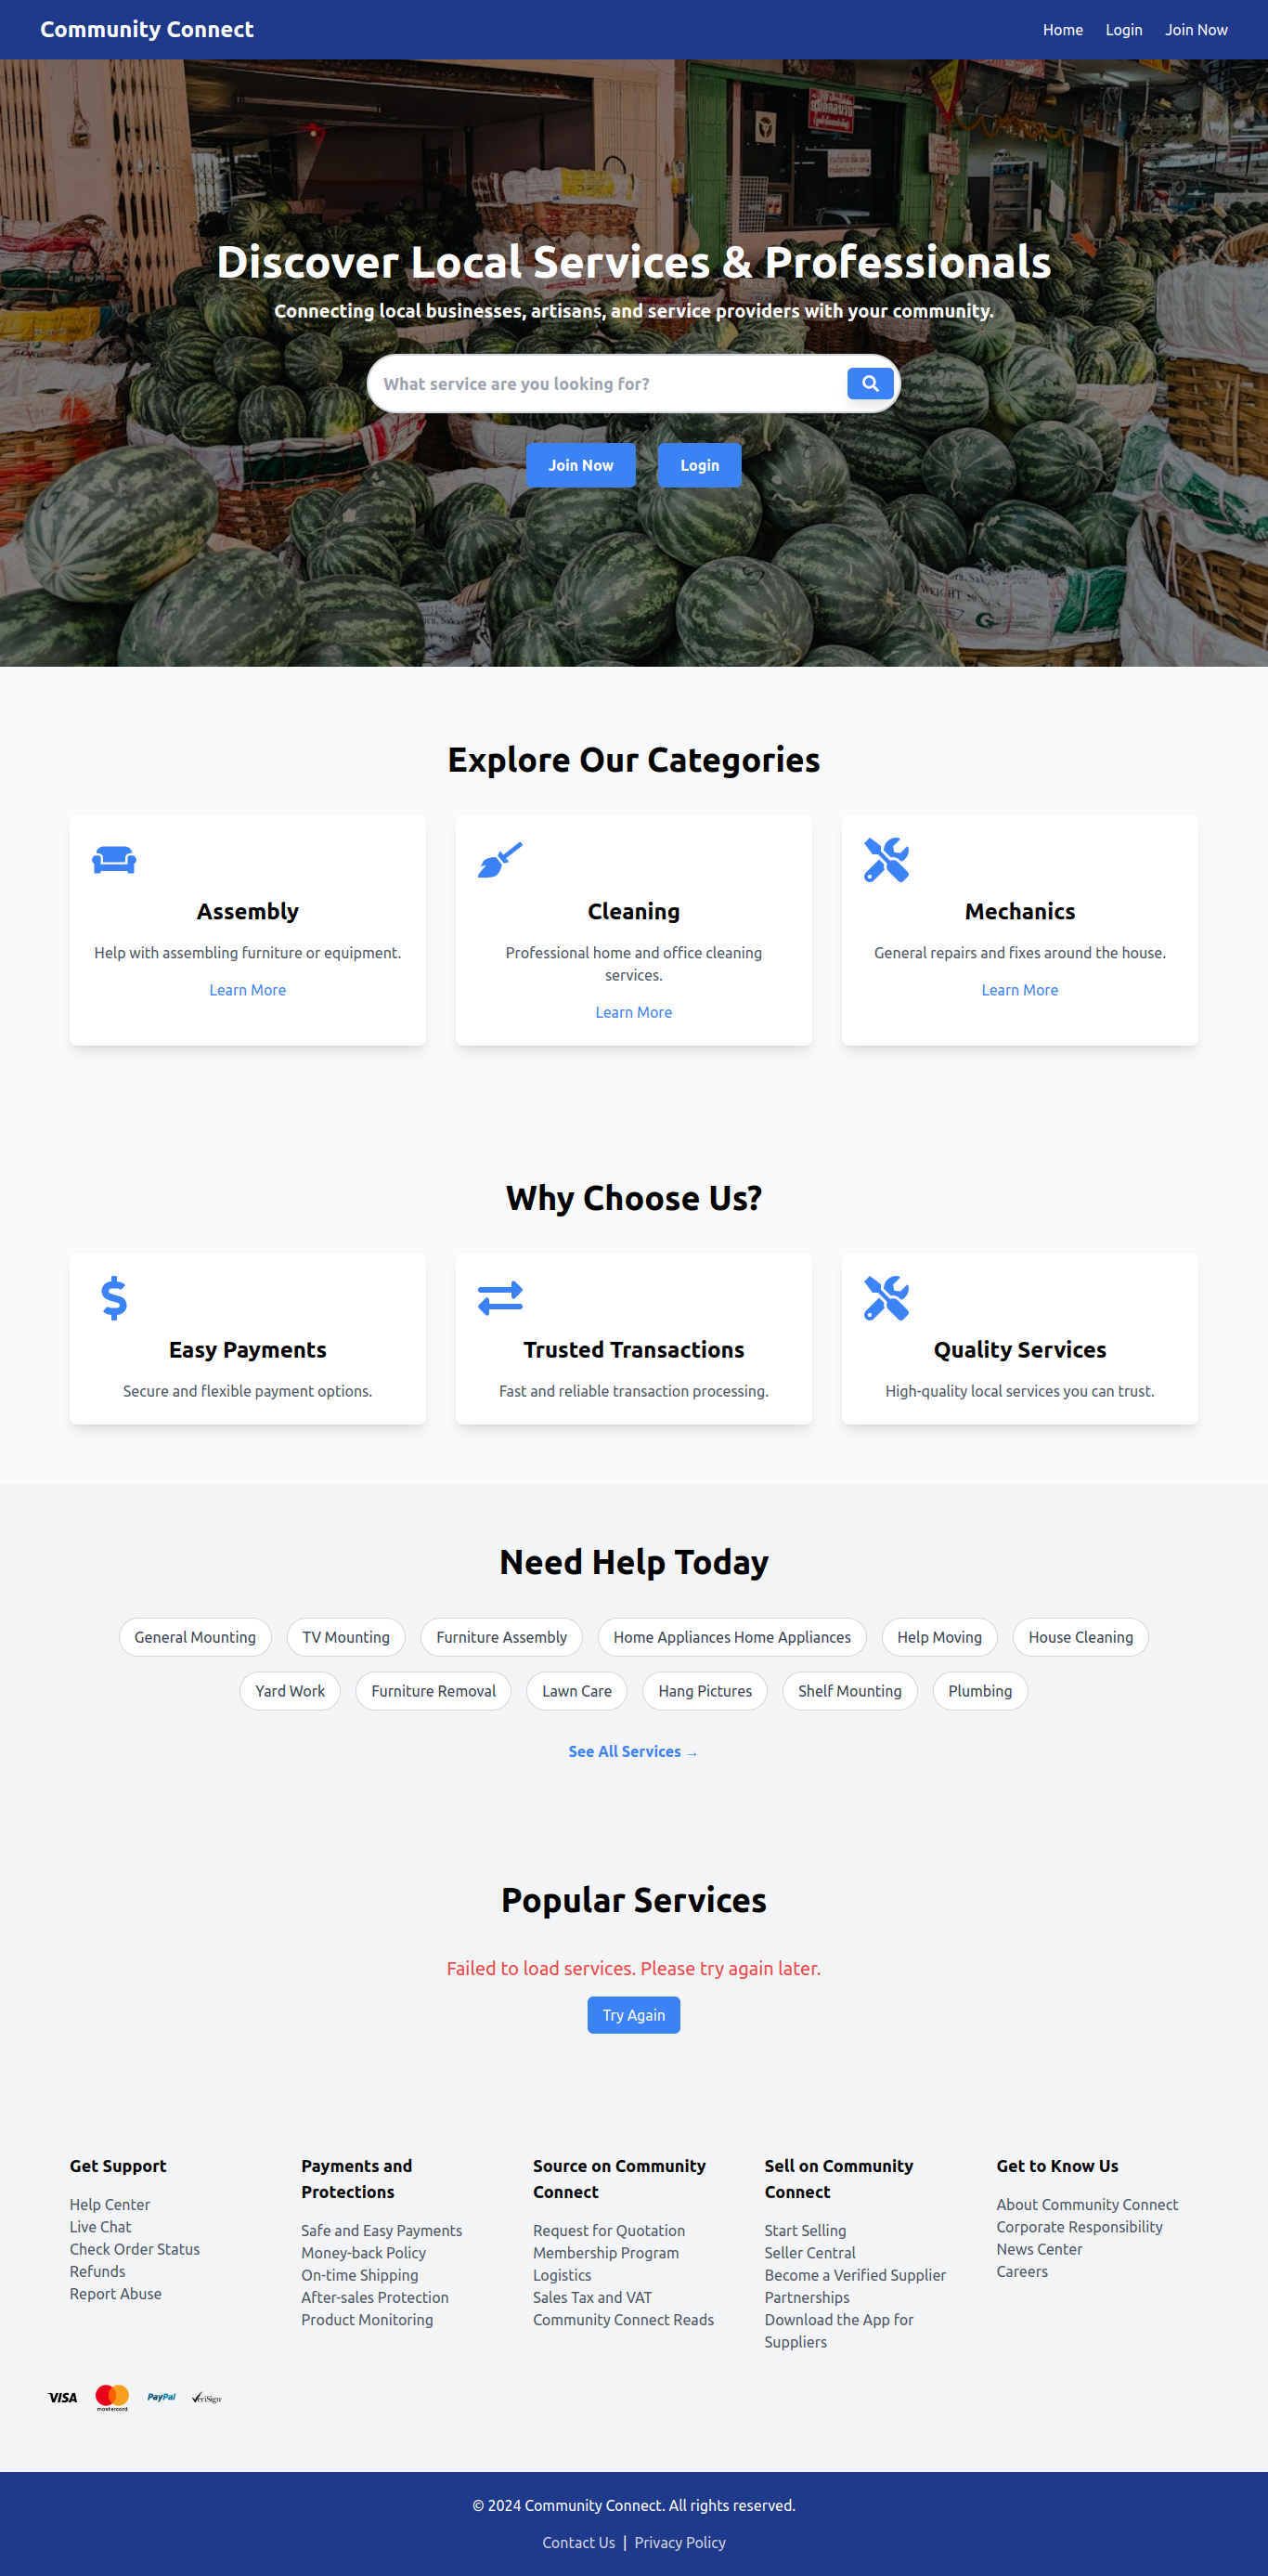 Community Connect
Home Login Join Now
Discover Local Services & Professionals
Connecting local businesses, artisans, and service providers with your community.
What service are you looking for?
Join Now Login
WEIGHT
G
Explore Our Categories
Assembly
Help with assembling furniture or equipment.
Learn More
Cleaning
Professional home and office cleaning
services.
Learn More
Mechanics
General repairs and fixes around the house.
Learn More
Why Choose Us?
Easy Payments
Secure and flexible payment options.
Trusted Transactions
Fast and reliable transaction processing.
Quality Services
High-quality local services you can trust.
Need Help Today
General Mounting TV Mounting Furniture Assembly Home Appliances Home Appliances Help Moving House Cleaning
Yard Work Furniture Removal Lawn Care Hang Pictures Shelf Mounting Plumbing
See All Services →
Popular Services
Failed to load services. Please try again later.
Try Again
Get Support
Help Center
Live Chat
Check Order Status
Refunds
Report Abuse
Payments and
Protections
Safe and Easy Payments
Money-back Policy
On-time Shipping
After-sales Protection
Product Monitoring
Source on Community
Connect
Request for Quotation
Membership Program
Logistics
Sales Tax and VAT
Community Connect Reads
Sell on Community
Connect
Start Selling
Seller Central
Become a Verified Supplier
Partnerships
Download the App for
Suppliers
Get to Know Us
About Community Connect
Corporate Responsibility
News Center
Careers
VISA mastercard. PayPal VeriSign
© 2024 Community Connect. All rights reserved.
Contact Us | Privacy Policy